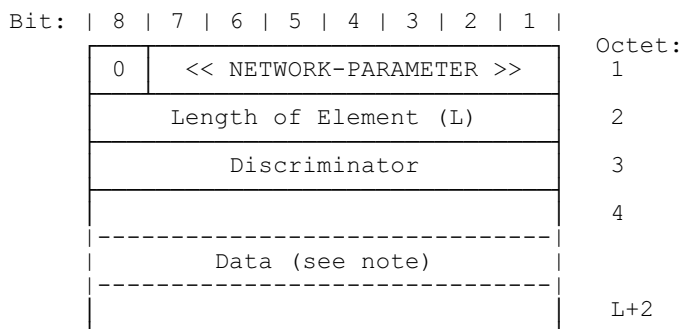 Bit: | 8 | 7 | 6 | 5 | 4 | 3 | 2 | 1 |
Octet:
0 << NETWORK-PARAMETER >> 1
Length of Element (L) 2
Discriminator 3
4
Data (see note)
L+2